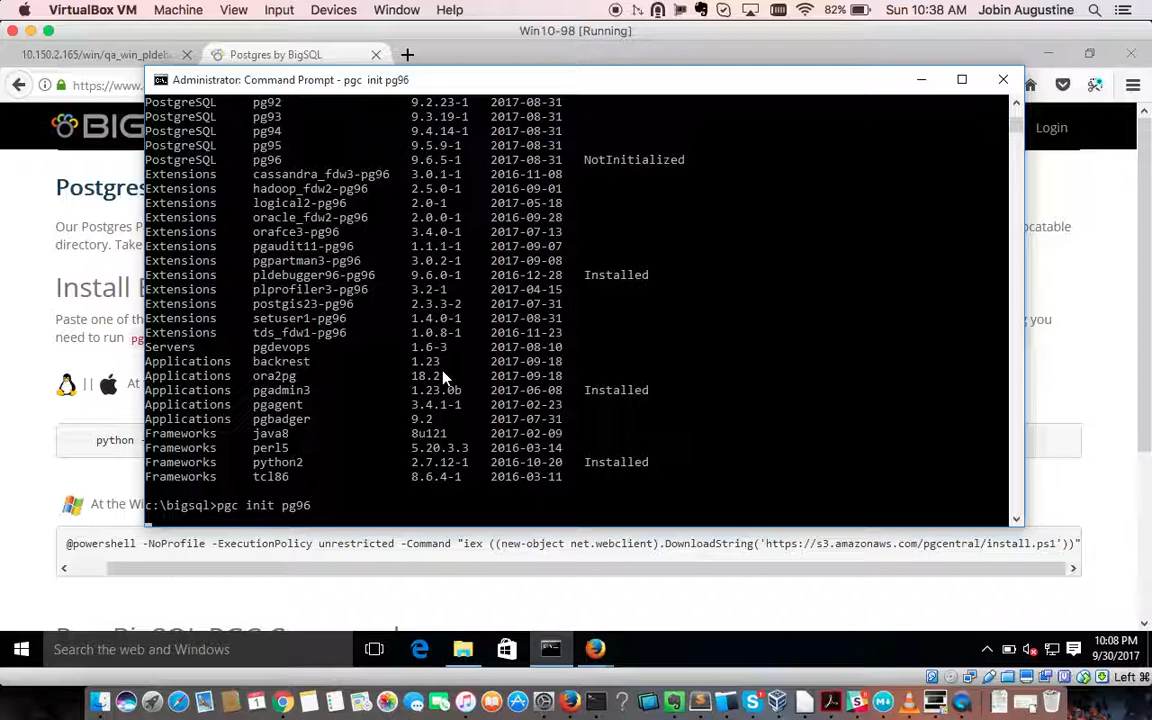 VirtualBox VM Machine View Input Devices Window Help 82% Sun 10:38 AM Jobin Augustine
Win10-98 [Running]
10.150.2.165/win/qa_win_pldeb
Postgres by BigSQL
https://www.
Administrator: Command Prompt - pgc init pg96
BIG
Login
PostgreSQL pg92 9.2.23-1 2017-08-31
PostgreSQL pg93 9.3.19-1 2017-08-31
PostgreSQL pg94 9.4.14-1 2017-08-31
PostgreSQL pg95 9.5.9-1 2017-08-31
PostgreSQL pg96 9.6.5-1 2017-08-31 NotInitialized
Extensions cassandra_fdw3-pg96 3.0.1-1 2016-11-08
Extensions hadoop_fdw2-pg96 2.5.0-1 2016-09-01
Extensions logical2-pg96 2.0-1 2017-05-18
Extensions oracle_fdw2-pg96 2.0.0-1 2016-09-28
Extensions orafce3-pg96 3.4.0-1 2017-07-13
Extensions pgaudit11-pg96 1.1.1-1 2017-09-07
Extensions pgpartman3-pg96 3.0.2-1 2017-09-08
Extensions pldebugger96-pg96 9.6.0-1 2016-12-28 Installed
Extensions plprofiler3-pg96 3.2-1 2017-04-15
Extensions postgis23-pg96 2.3.3-2 2017-07-31
Extensions setuser1-pg96 1.4.0-1 2017-08-31
Extensions tds_fdw1-pg96 1.0.8-1 2016-11-23
Servers pgdevops 1.6-3 2017-08-10
Applications backrest 1.23 2017-09-18
Applications ora2pg 18.2 2017-09-18
Applications pgadmin3 1.23.0b 2017-06-08 Installed
Applications pgagent 3.4.1-1 2017-02-23
Applications pgbadger 9.2 2017-07-31
Frameworks java8 8u121 2017-02-09
Frameworks perl5 5.20.3.3 2016-03-14
Frameworks python2 2.7.12-1 2016-10-20 Installed
Frameworks tcl86 8.6.4-1 2016-03-11
c:\bigsql>pgc init pg96
Postgres
Our Postgres P
ocatable
directory. Take
Install
Paste one of th
ng you
need to run pg
|| At
python -
At the Wi
@powershell -NoProfile -ExecutionPolicy unrestricted -Command "iex ((new-object net.webclient).DownloadString('https://s3.amazonaws.com/pgcentral/install.ps1'))"
Search the web and Windows
10:08 PM
9/30/2017
Left ⌘